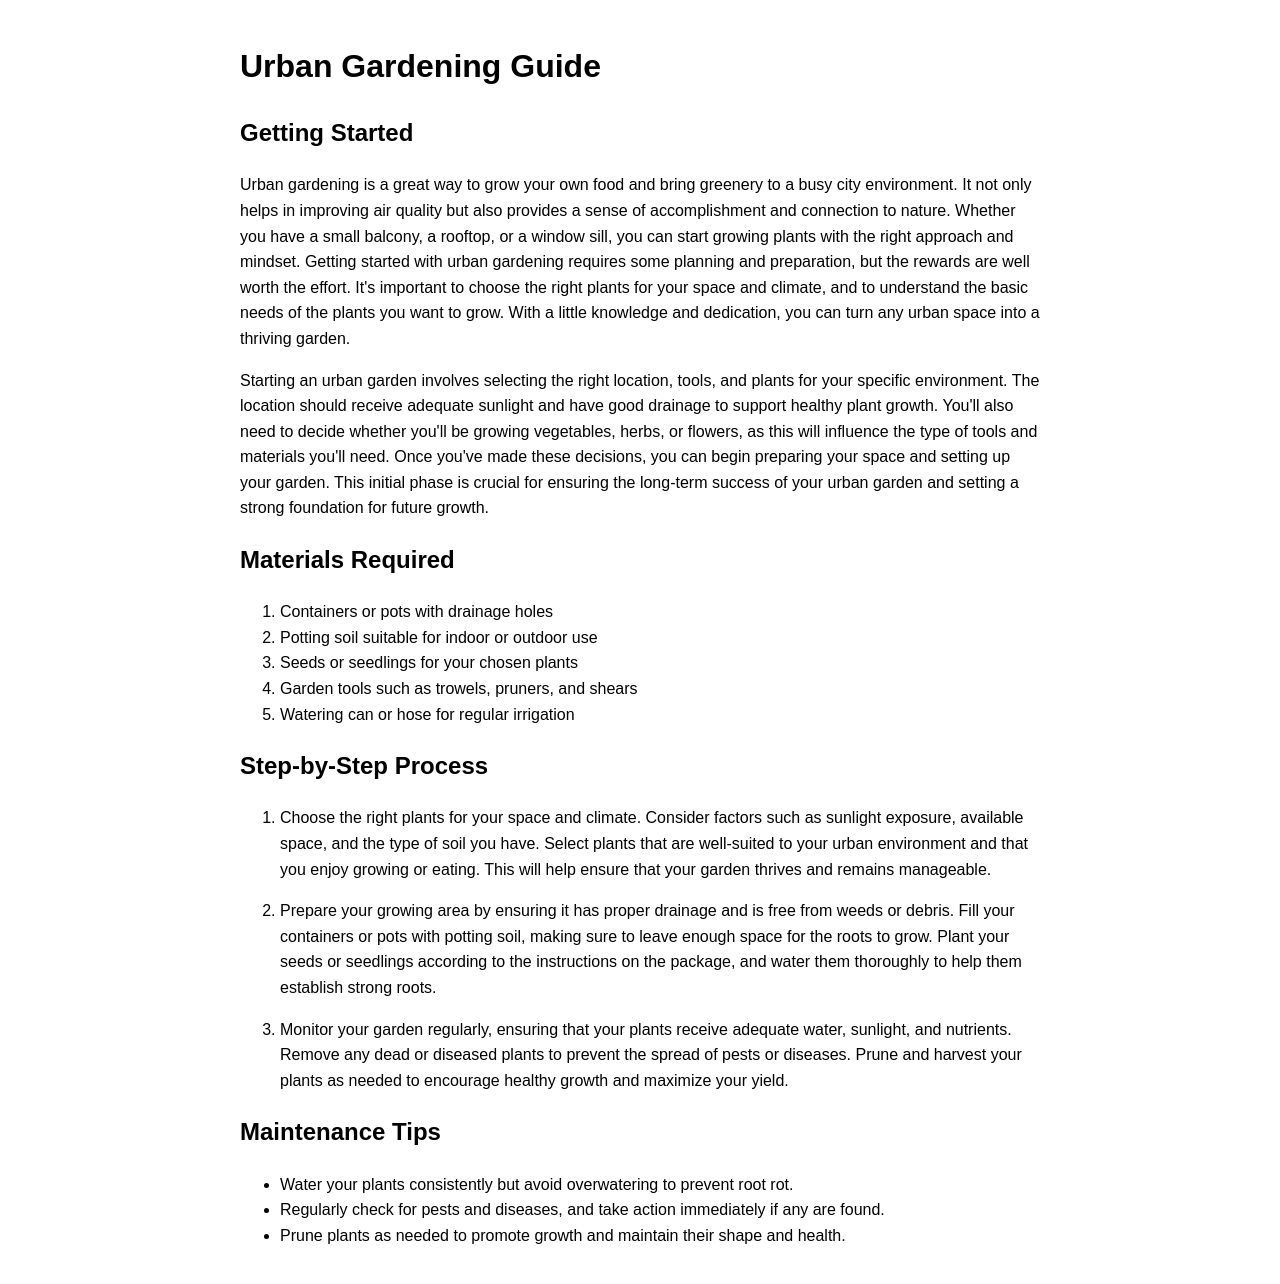 Urban Gardening Guide
Getting Started
Urban gardening is a great way to grow your own food and bring greenery to a busy city environment. It not only
helps in improving air quality but also provides a sense of accomplishment and connection to nature. Whether
you have a small balcony, a rooftop, or a window sill, you can start growing plants with the right approach and
mindset. Getting started with urban gardening requires some planning and preparation, but the rewards are well
worth the effort. It's important to choose the right plants for your space and climate, and to understand the basic
needs of the plants you want to grow. With a little knowledge and dedication, you can turn any urban space into a
thriving garden.
Starting an urban garden involves selecting the right location, tools, and plants for your specific environment. The
location should receive adequate sunlight and have good drainage to support healthy plant growth. You'll also
need to decide whether you'll be growing vegetables, herbs, or flowers, as this will influence the type of tools and
materials you'll need. Once you've made these decisions, you can begin preparing your space and setting up
your garden. This initial phase is crucial for ensuring the long-term success of your urban garden and setting a
strong foundation for future growth.
Materials Required
1. Containers or pots with drainage holes
2. Potting soil suitable for indoor or outdoor use
3. Seeds or seedlings for your chosen plants
4. Garden tools such as trowels, pruners, and shears
5. Watering can or hose for regular irrigation
Step-by-Step Process
1. Choose the right plants for your space and climate. Consider factors such as sunlight exposure, available
space, and the type of soil you have. Select plants that are well-suited to your urban environment and that
you enjoy growing or eating. This will help ensure that your garden thrives and remains manageable.
2. Prepare your growing area by ensuring it has proper drainage and is free from weeds or debris. Fill your
containers or pots with potting soil, making sure to leave enough space for the roots to grow. Plant your
seeds or seedlings according to the instructions on the package, and water them thoroughly to help them
establish strong roots.
3. Monitor your garden regularly, ensuring that your plants receive adequate water, sunlight, and nutrients.
Remove any dead or diseased plants to prevent the spread of pests or diseases. Prune and harvest your
plants as needed to encourage healthy growth and maximize your yield.
Maintenance Tips
• Water your plants consistently but avoid overwatering to prevent root rot.
• Regularly check for pests and diseases, and take action immediately if any are found.
• Prune plants as needed to promote growth and maintain their shape and health.